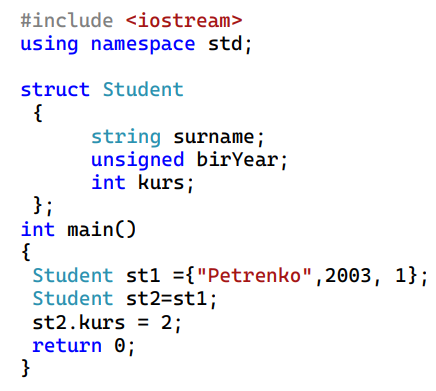 #include <iostream>
using namespace std;

struct Student
 {
      string surname;
      unsigned birYear;
      int kurs;
 };
int main()
{
 Student st1 ={"Petrenko",2003, 1};
 Student st2=st1;
 st2.kurs = 2;
 return 0;
}